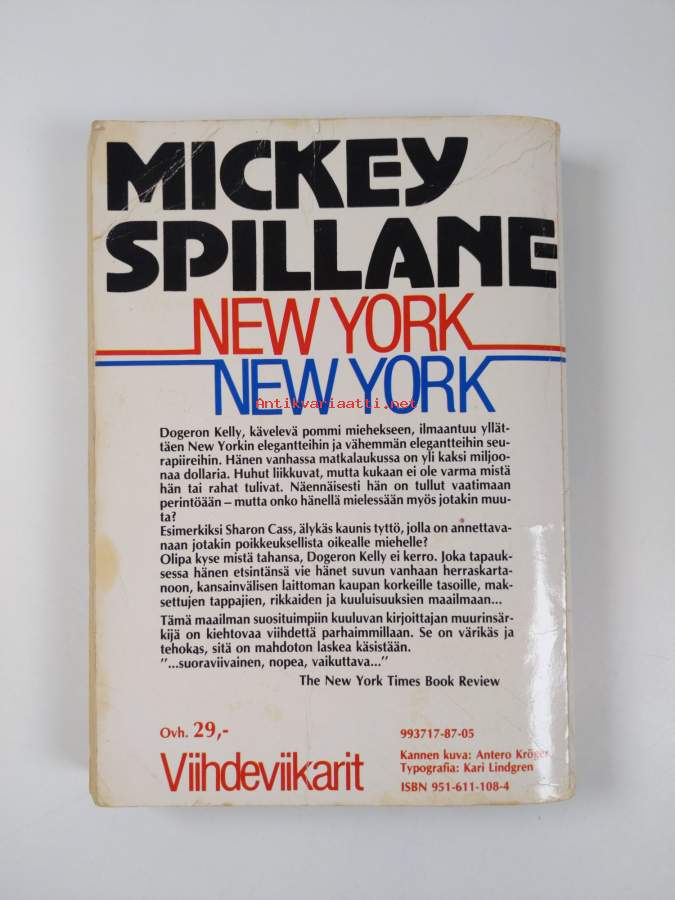 MICKEY
SPILLANE
NEW YORK
NEW YORK
Antikvariaatti.net
Dogeron Kelly, kävelevä pommi miehekseen, ilmaantuu yllät-
täen New Yorkin elegantteihin ja vähemmän elegantteihin seu-
rapiireihin. Hänen vanhassa matkalaukussa on yli kaksi miljoo-
naa dollaria. Huhut liikkuvat, mutta kukaan ei ole varma mistä
hän tai rahat tulivat. Näennäisesti hän on tullut vaatimaan
perintöään – mutta onko hänellä mielessään myös jotakin muu-
ta?
Esimerkiksi Sharon Cass, älykäs kaunis tyttö, jolla on annettava-
naan jotakin poikkeuksellista oikealle miehelle?
Olipa kyse mistä tahansa, Dogeron Kelly ei kerro. Joka tapauk-
sessa hänen etsintänsä vie hänet suvun vanhaan herraskarta-
noon, kansainvälisen laittoman kaupan korkeille tasoille, mak-
settujen tappajien, rikkaiden ja kuuluisuuksien maailmaan...
Tämä maailman suosituimpiin kuuluvan kirjoittajan muurinsär-
kijä on kiehtovaa viihdettä parhaimmillaan. Se on värikäs ja
tehokas, sitä on mahdoton laskea käsistään.
"...suoraviivainen, nopea, vaikuttava..."
The New York Times Book Review
Ovh. 29,-
993717-87-05
Viihdeviikarit
Kannen kuva: Antero Kröger
Typografia: Kari Lindgren
ISBN 951-611-108-4